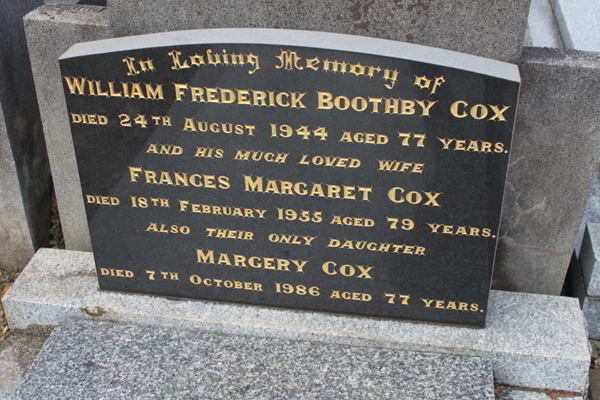 In Loving Memory of
WILLIAM FREDERICK BOOTHBY COX
DIED 24TH AUGUST 1944 AGED 77 YEARS.
AND HIS MUCH LOVED WIFE
FRANCES MARGARET COX
DIED 18TH FEBRUARY 1955 AGED 79 YEARS.
ALSO THEIR ONLY DAUGHTER
MARGERY COX
DIED 7TH OCTOBER 1986 AGED 77 YEARS.